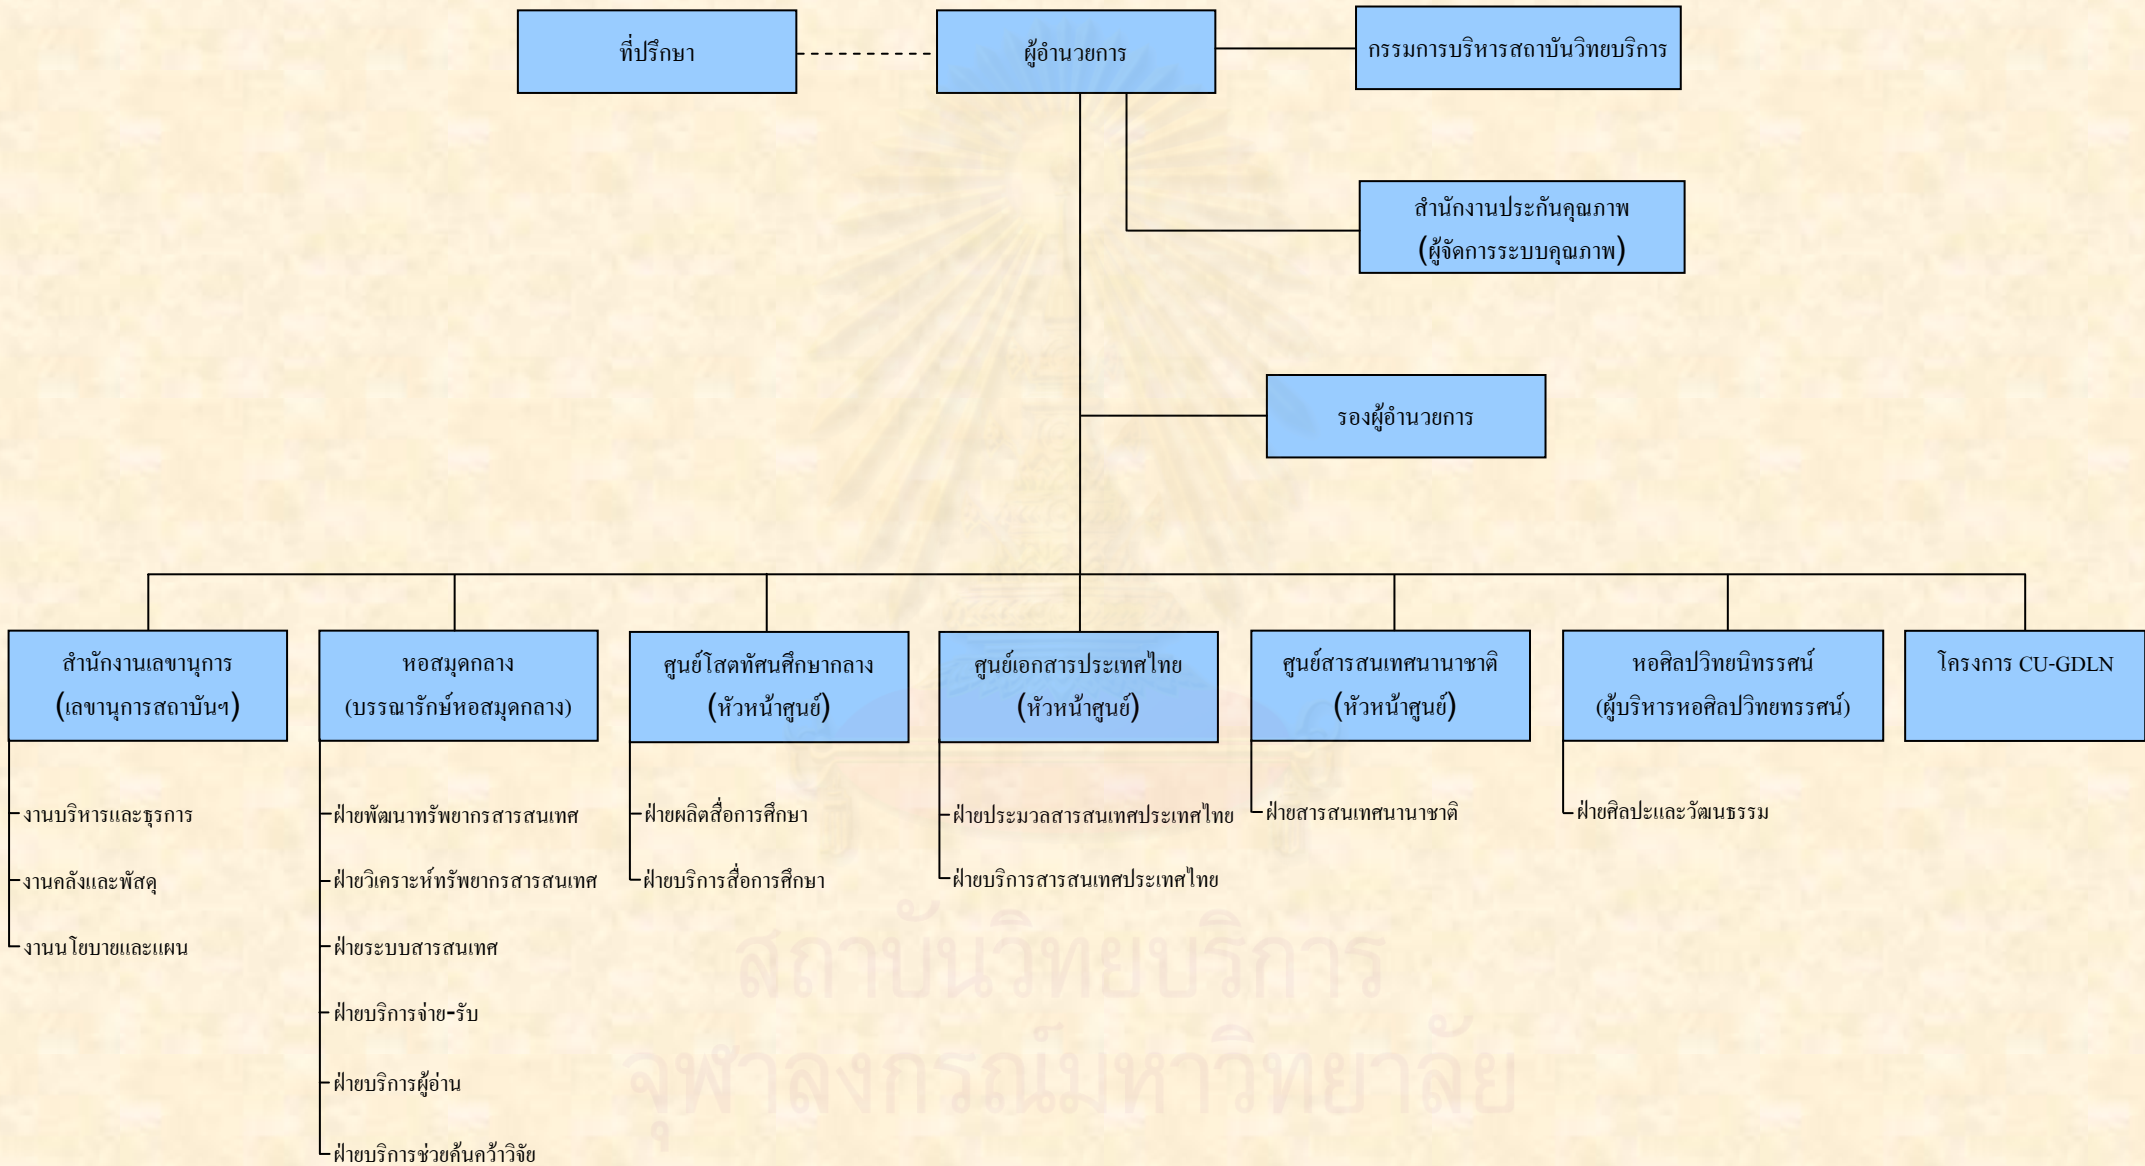 ที่ปรึกษา
ผู้อำนวยการ
กรรมการบริหารสถาบันวิทยบริการ
สำนักงานประกันคุณภาพ
(ผู้จัดการระบบคุณภาพ)
รองผู้อำนวยการ
สำนักงานเลขานุการ
(เลขานุการสถาบันฯ)
งานบริหารและธุรการ
งานคลังและพัสดุ
งานนโยบายและแผน
หอสมุดกลาง
(บรรณารักษ์หอสมุดกลาง)
ฝ่ายพัฒนาทรัพยากรสารสนเทศ
ฝ่ายวิเคราะห์ทรัพยากรสารสนเทศ
ฝ่ายระบบสารสนเทศ
ฝ่ายบริการจ่าย-รับ
ฝ่ายบริการผู้อ่าน
ฝ่ายบริการช่วยค้นคว้าวิจัย
ศูนย์โสตทัศนศึกษากลาง
(หัวหน้าศูนย์)
ฝ่ายผลิตสื่อการศึกษา
ฝ่ายบริการสื่อการศึกษา
ศูนย์เอกสารประเทศไทย
(หัวหน้าศูนย์)
ฝ่ายประมวลสารสนเทศประเทศไทย
ฝ่ายบริการสารสนเทศประเทศไทย
ศูนย์สารสนเทศนานาชาติ
(หัวหน้าศูนย์)
ฝ่ายสารสนเทศนานาชาติ
หอศิลปวิทยนิทรรศน์
(ผู้บริหารหอศิลปวิทยทรรศน์)
ฝ่ายศิลปะและวัฒนธรรม
โครงการ CU-GDLN
สถาบันวิทยบริการ
จุฬาลงกรณ์มหาวิทยาลัย